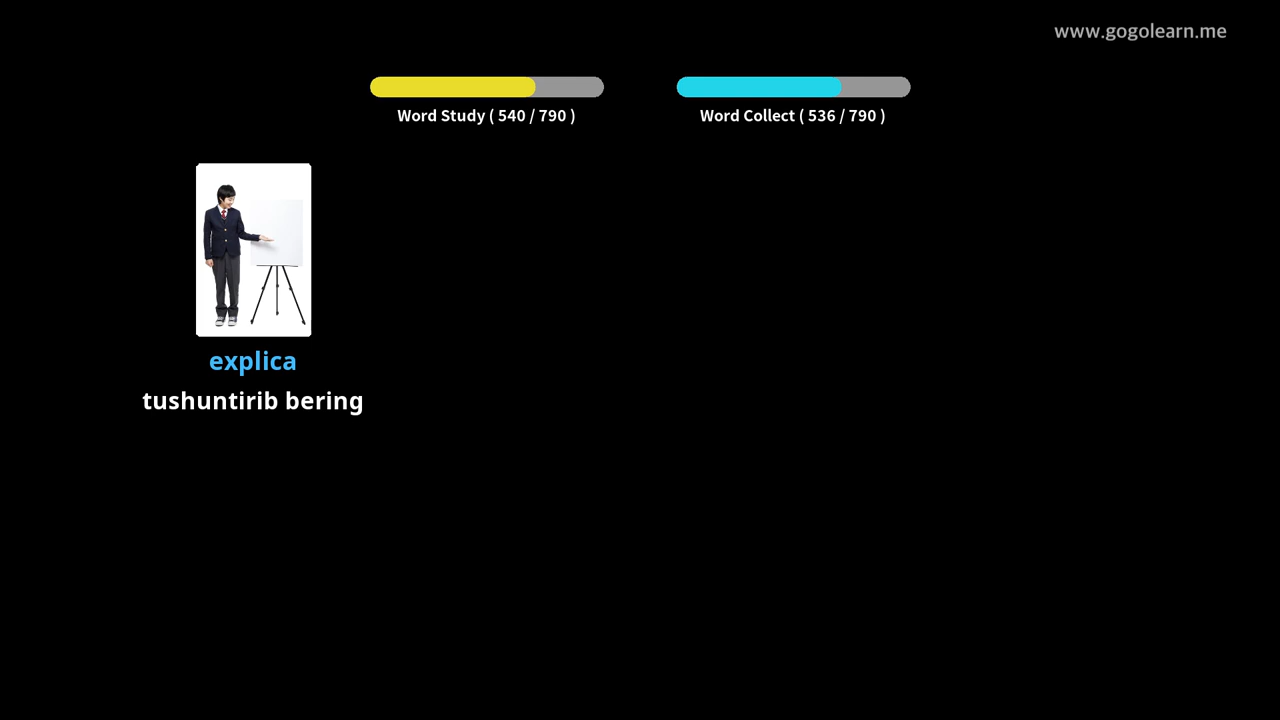 www.gogolearn.me
Word Study ( 540 / 790 )
Word Collect ( 536 / 790 )
explica
tushuntirib bering